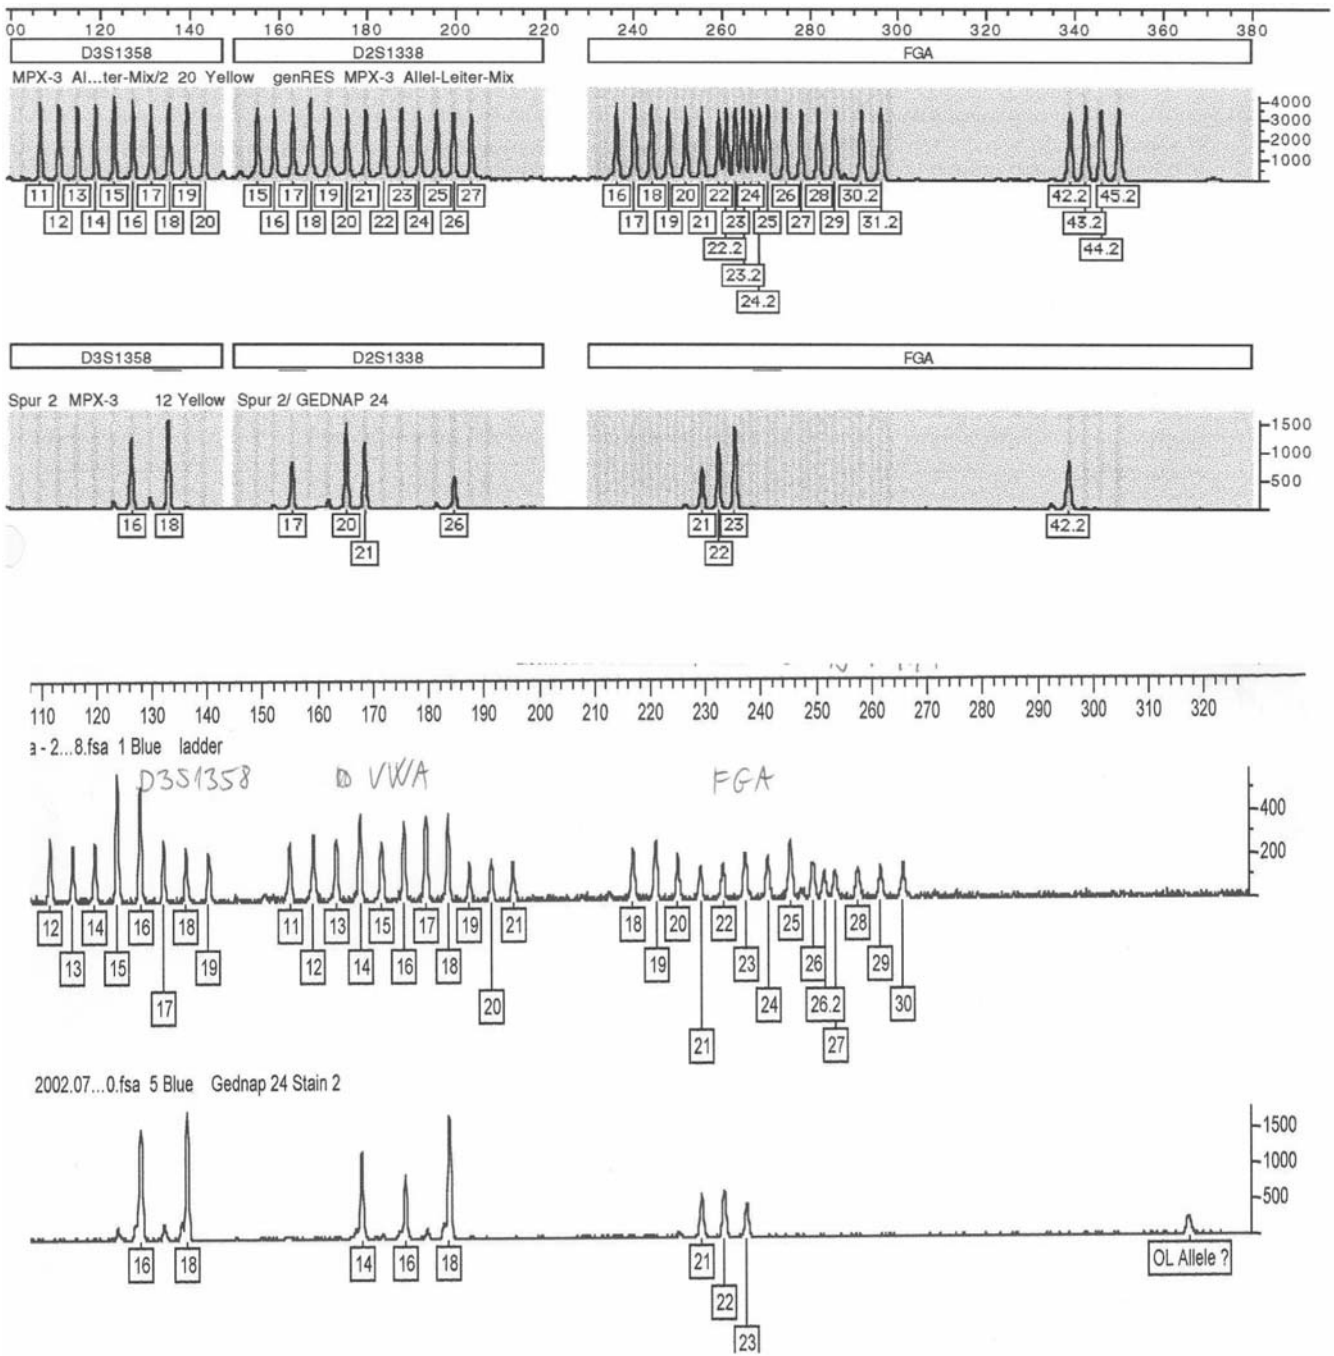 00 120 140 160 180 200 220 240 260 280 300 320 340 360 380
D3S1358 D2S1338 FGA
MPX-3 Al...ter-Mix/2 20 Yellow genRES MPX-3 Allel-Leiter-Mix
4000
3000
2000
1000
11 13 15 17 19 15 17 19 21 23 25 27 16 18 20 22 24 26 28 30.2 42.2 45.2
12 14 16 18 20 16 18 20 22 24 26 17 19 21 23 25 27 29 31.2 43.2
22.2 44.2
23.2
24.2
D3S1358 D2S1338 FGA
Spur 2 MPX-3 12 Yellow Spur 2/ GEDNAP 24
1500
1000
500
16 18 17 20 26 21 23 42.2
21 22
110 120 130 140 150 160 170 180 190 200 210 220 230 240 250 260 270 280 290 300 310 320
a - 2...8.fsa 1 Blue ladder
D3S1358 VWA FGA
400
200
12 14 16 18 11 13 15 17 19 21 18 20 22 25 26 28 30
13 15 19 12 14 16 18 19 23 24 26.2 29
17 20 21 27
2002.07...0.fsa 5 Blue Gednap 24 Stain 2
1500
1000
500
16 18 14 16 18 21 OL Allele ?
22
23